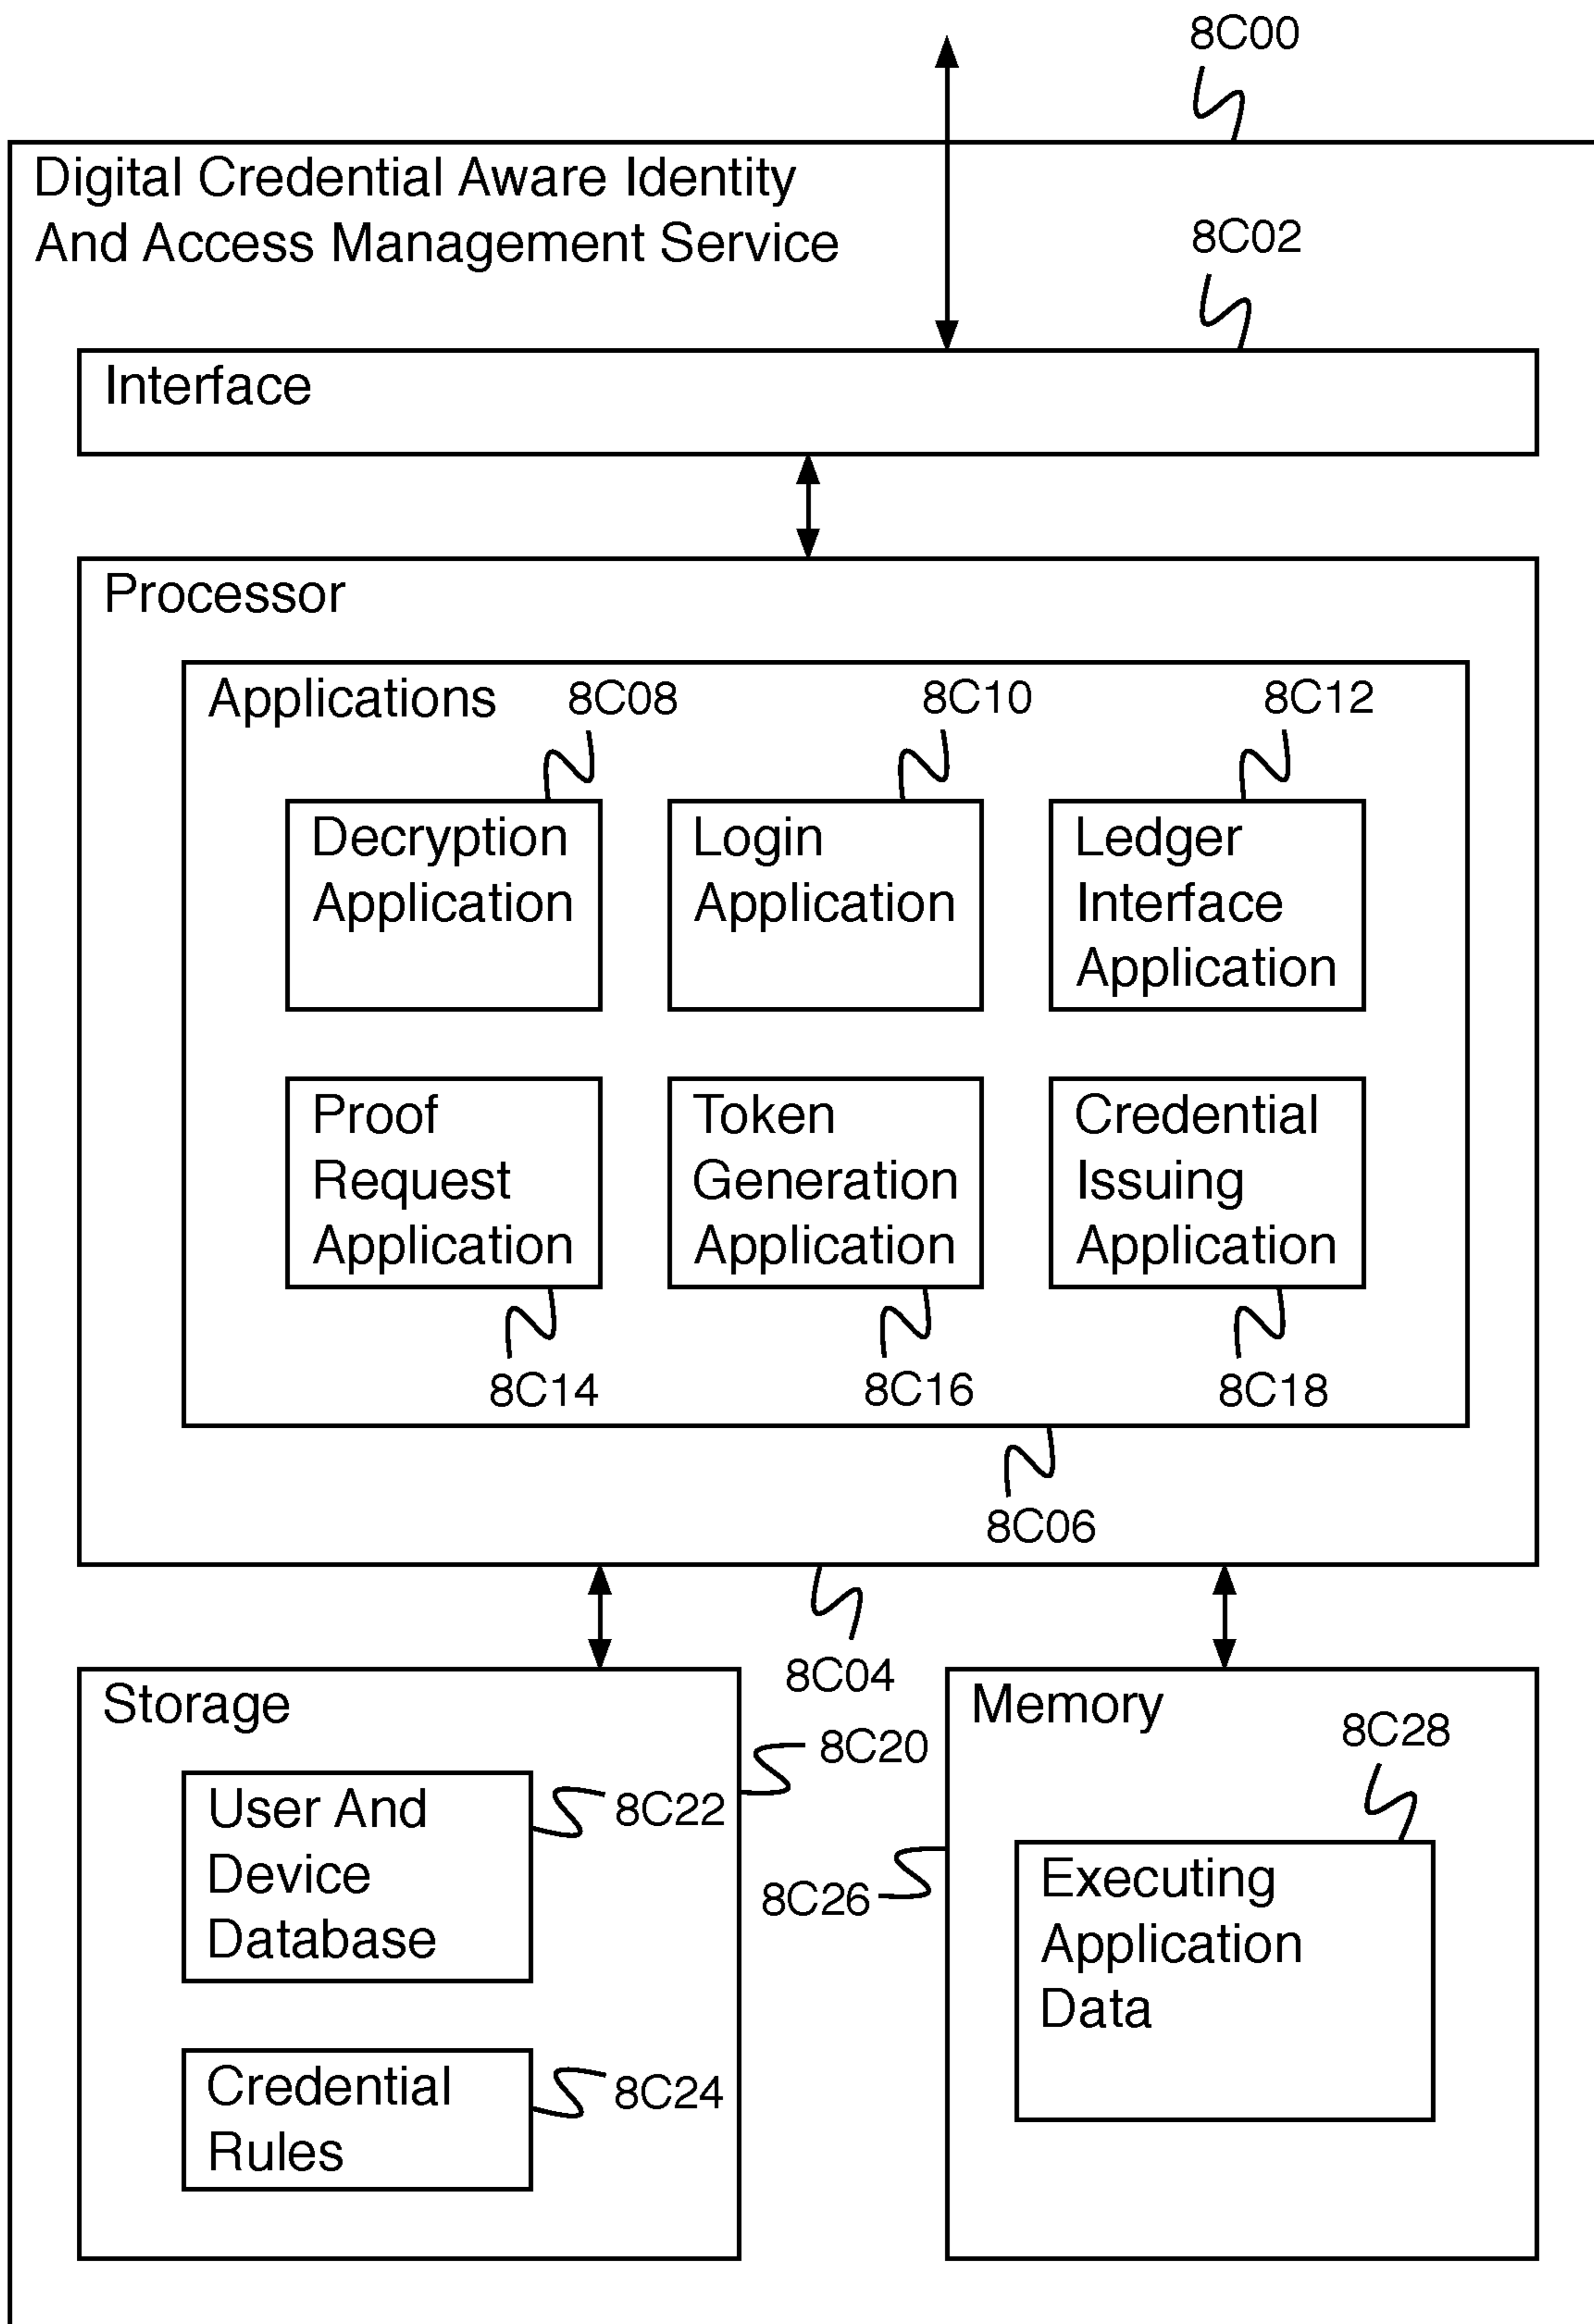 8C00
Digital Credential Aware Identity
And Access Management Service
8C02
Interface
Processor
Applications
8C08
8C10
8C12
Decryption
Application
Login
Application
Ledger
Interface
Application
Proof
Request
Application
Token
Generation
Application
Credential
Issuing
Application
8C14
8C16
8C18
8C06
8C04
Storage
8C20
User And
Device
Database
8C22
Credential
Rules
8C24
Memory
8C28
8C26
Executing
Application
Data